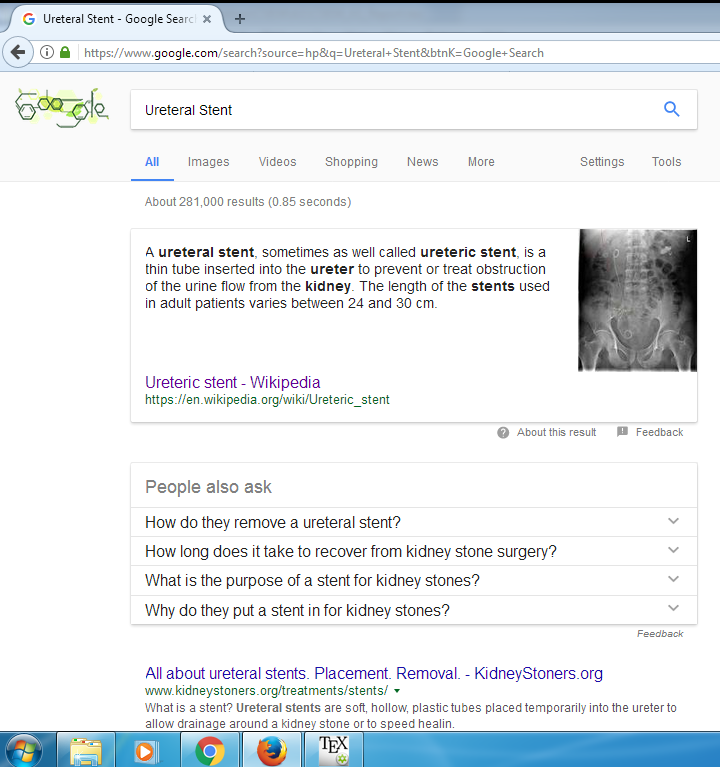 Ureteral Stent - Google Searc
https://www.google.com/search?source=hp&q=Ureteral+Stent&btnK=Google+Search
Google
Ureteral Stent
All Images Videos Shopping News More Settings Tools
About 281,000 results (0.85 seconds)
A ureteral stent, sometimes as well called ureteric stent, is a
thin tube inserted into the ureter to prevent or treat obstruction
of the urine flow from the kidney. The length of the stents used
in adult patients varies between 24 and 30 cm.
L
Ureteric stent - Wikipedia
https://en.wikipedia.org/wiki/Ureteric_stent
About this result Feedback
People also ask
How do they remove a ureteral stent?
How long does it take to recover from kidney stone surgery?
What is the purpose of a stent for kidney stones?
Why do they put a stent in for kidney stones?
Feedback
All about ureteral stents. Placement. Removal. - KidneyStoners.org
www.kidneystoners.org/treatments/stents/
What is a stent? Ureteral stents are soft, hollow, plastic tubes placed temporarily into the ureter to
allow drainage around a kidney stone or to speed healin.
TEX